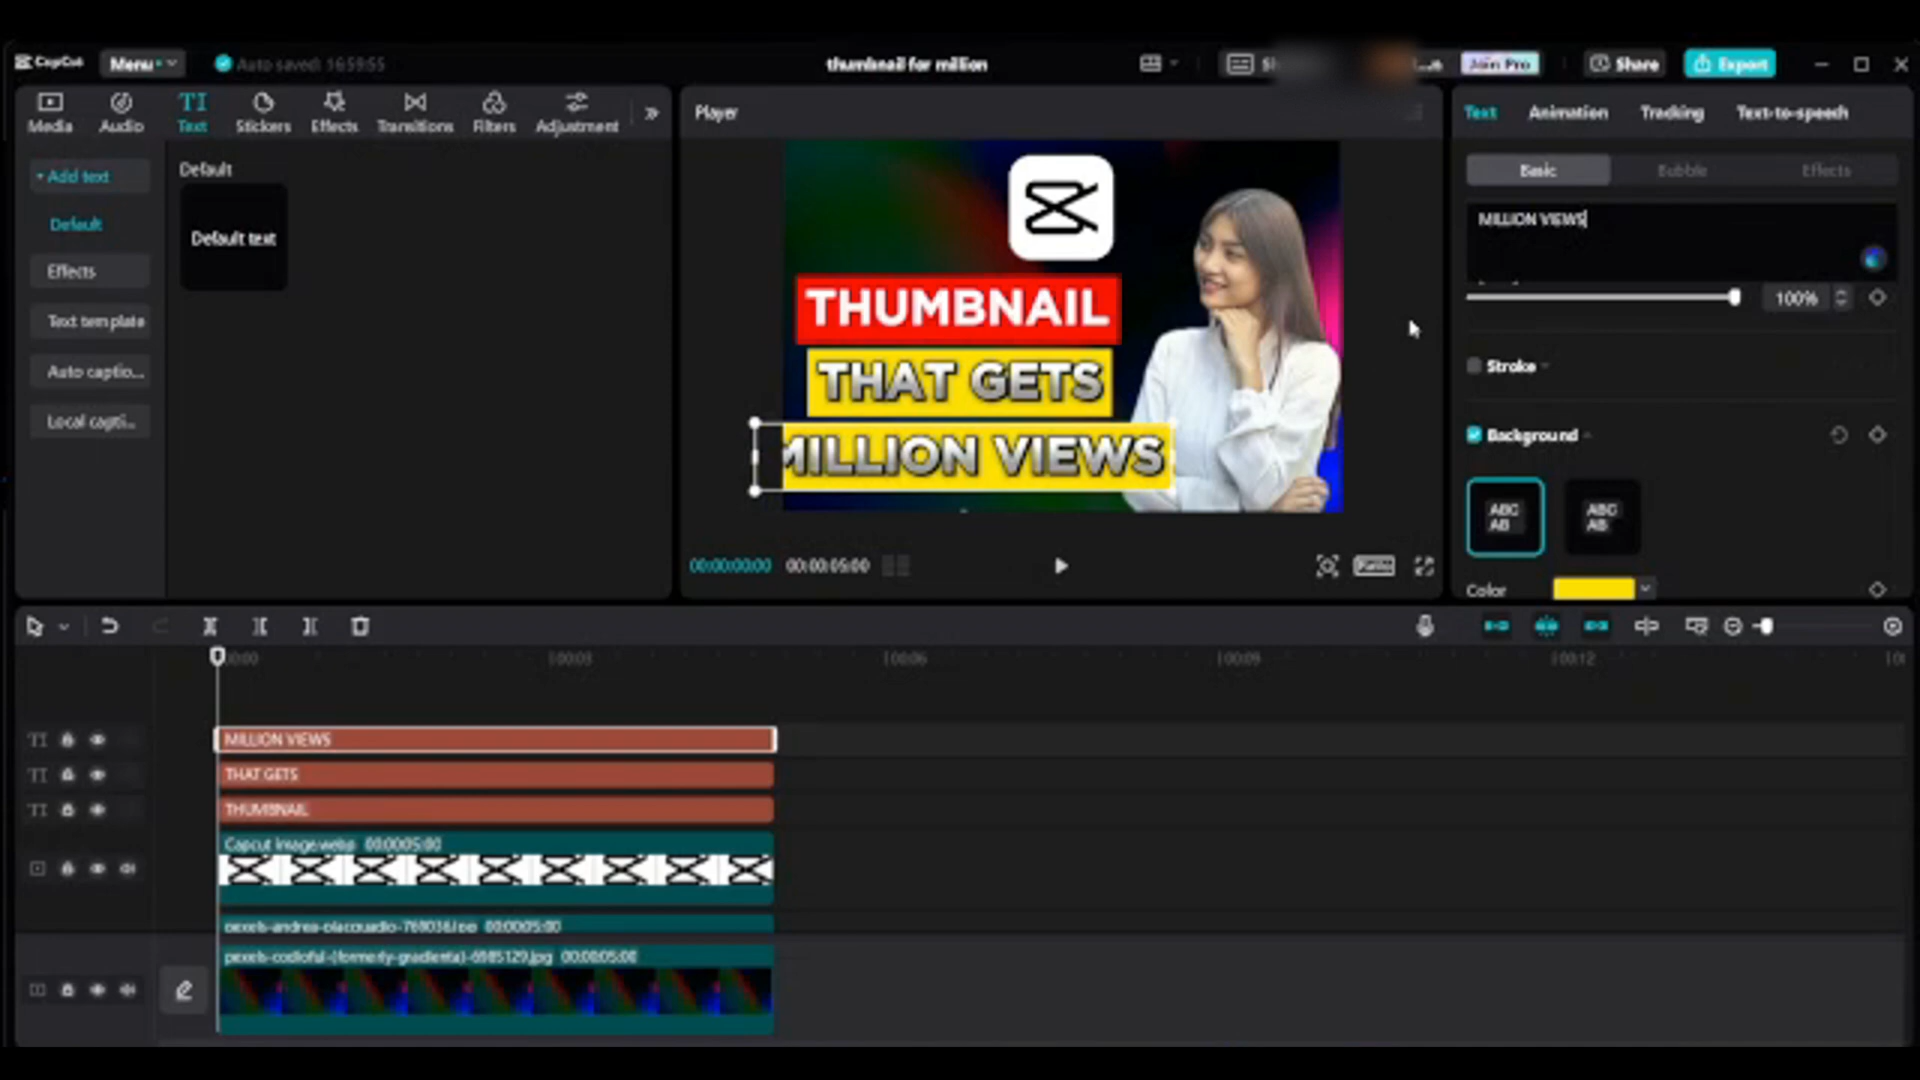 CapCut Menu Auto saved: 16:59:55 thumbnail for million Join Pro Share Export
Media Audio Text Stickers Effects Transitions Filters Adjustment
Player
Text Animation Tracking Text-to-speech
Add text
Default
Effects
Text template
Auto captio...
Local capti...
Default
Default text
THUMBNAIL
THAT GETS
MILLION VIEWS
00:00:00:00 00:00:05:00
Basic Bubble Effects
MILLION VIEWS
100%
Stroke
Background
ABC
AB
ABC
AB
Color
00:00 00:03 00:06 00:09 00:12
MILLION VIEWS
THAT GETS
THUMBNAIL
Capcut image.webp 00:00:05:00
pexels-andrea-piacquadio-769036.jpg 00:00:05:00
pexels-codioful-(formerly-gradienta)-6985129.jpg 00:00:05:00